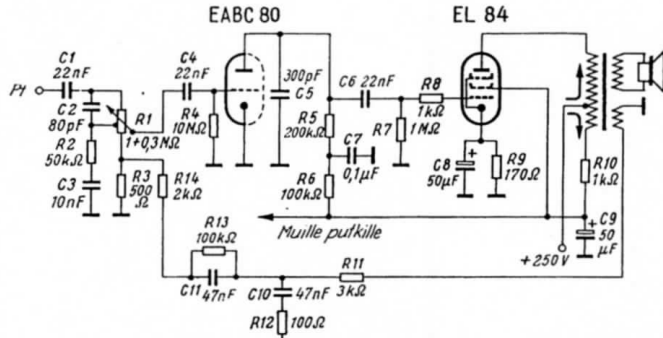 EABC 80
EL 84
C1
22nF
C4
22nF
300pF
C5
C6 22nF
R8
1kΩ
P1
C2
80pF
R1
1+0,3MΩ
R4
10MΩ
R5
200kΩ
R7
1MΩ
C7
0,1µF
C8
50µF
+
R9
170Ω
R10
1kΩ
R2
50kΩ
C3
10nF
R3
500
Ω
R14
2kΩ
R6
100kΩ
Muille putkille
+
C9
50
µF
+250V
R13
100kΩ
C11
47nF
C10
47nF
R11
3kΩ
R12
100Ω